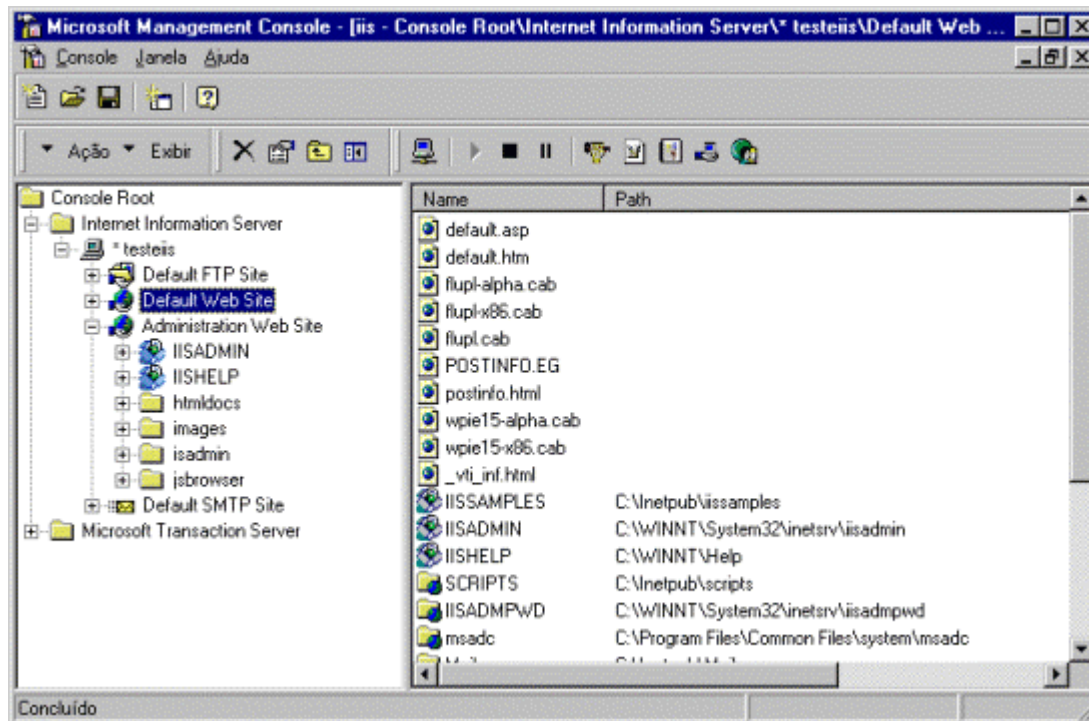 Microsoft Management Console - [iis - Console Root\Internet Information Server\* testeiis\Default Web ...
Console Janela Ajuda
Ação Exibir
Console Root
Internet Information Server
* testeiis
Default FTP Site
Default Web Site
Administration Web Site
IISADMIN
IISHELP
htmldocs
images
isadmin
jsbrowser
Default SMTP Site
Microsoft Transaction Server
Name Path
default.asp
default.htm
flupl-alpha.cab
flupl-x86.cab
flupl.cab
POSTINFO.EG
postinfo.html
wpie15-alpha.cab
wpie15-x86.cab
_vti_inf.html
IISSAMPLES C:\Inetpub\iissamples
IISADMIN C:\WINNT\System32\inetsrv\iisadmin
IISHELP C:\WINNT\Help
SCRIPTS C:\Inetpub\scripts
IISADMPWD C:\WINNT\System32\inetsrv\iisadmpwd
msadc C:\Program Files\Common Files\system\msadc
Concluído